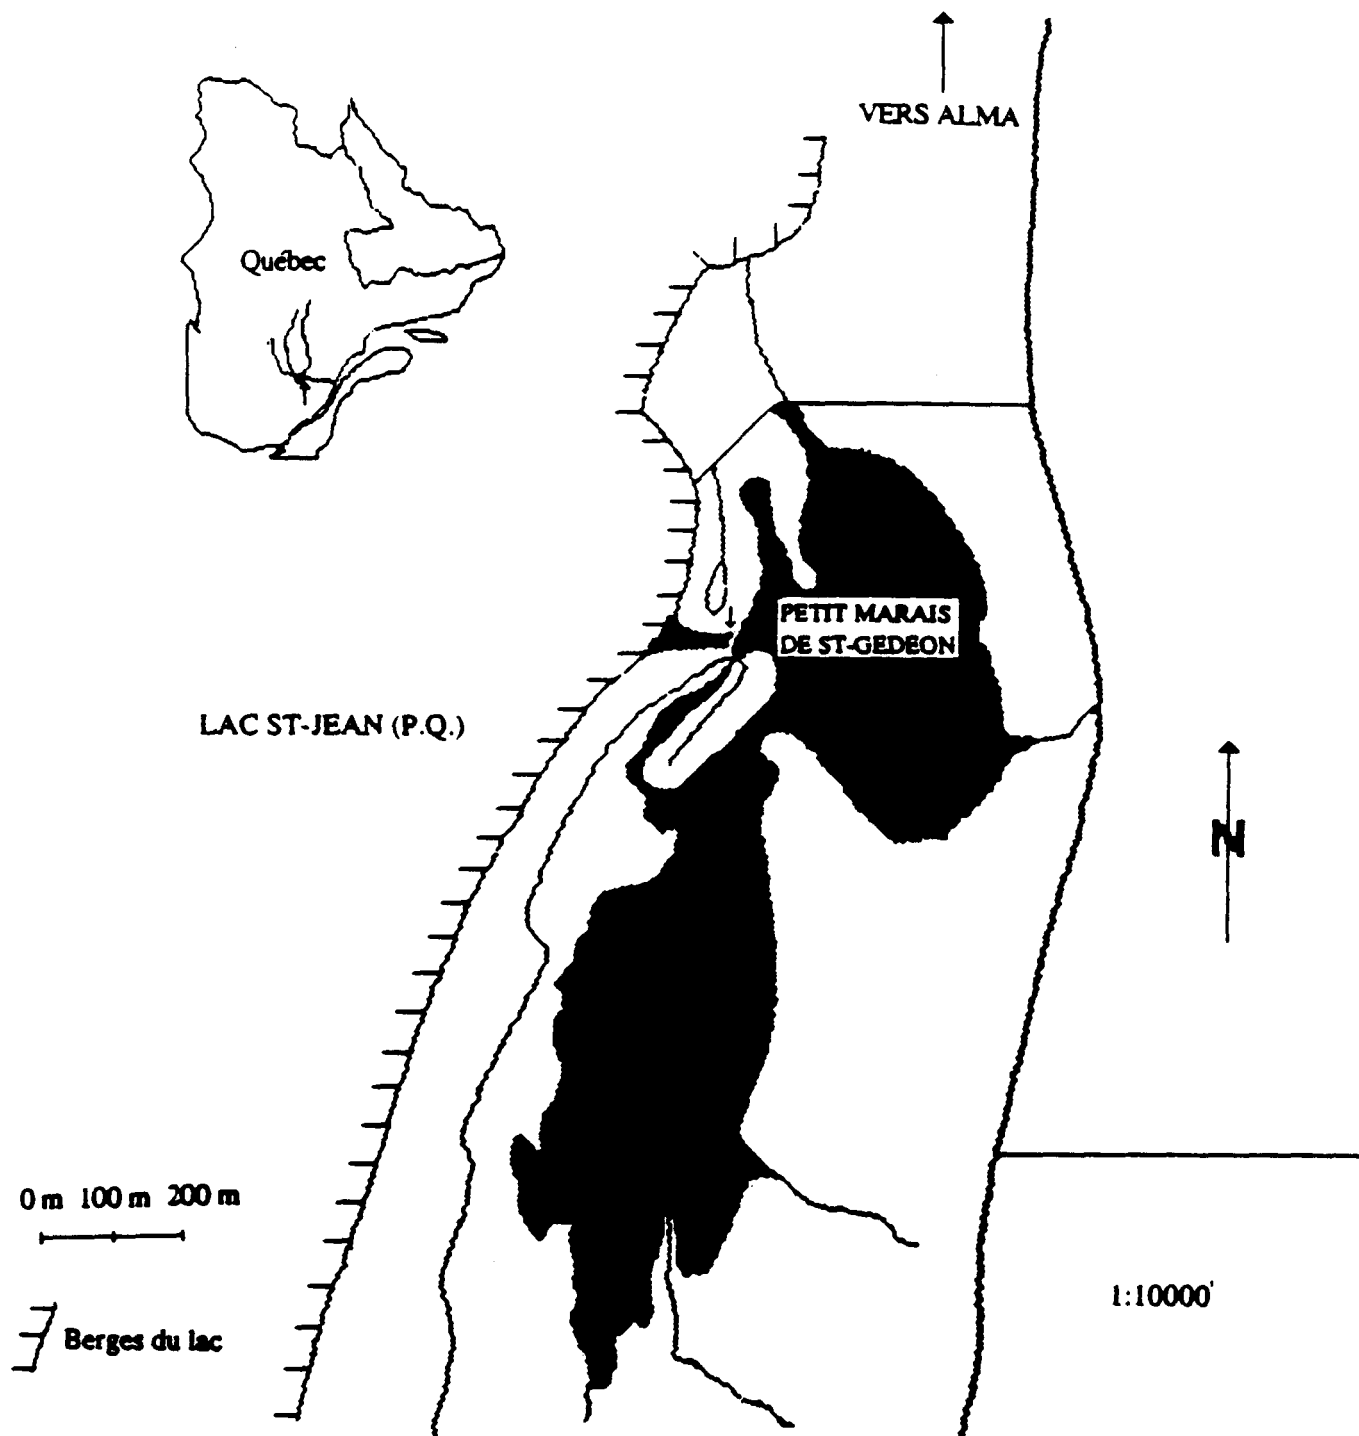 VERS ALMA
Québec
PETIT MARAIS
DE ST-GEDEON
LAC ST-JEAN (P.Q.)
N
0 m 100 m 200 m
1:10000'
Berges du lac